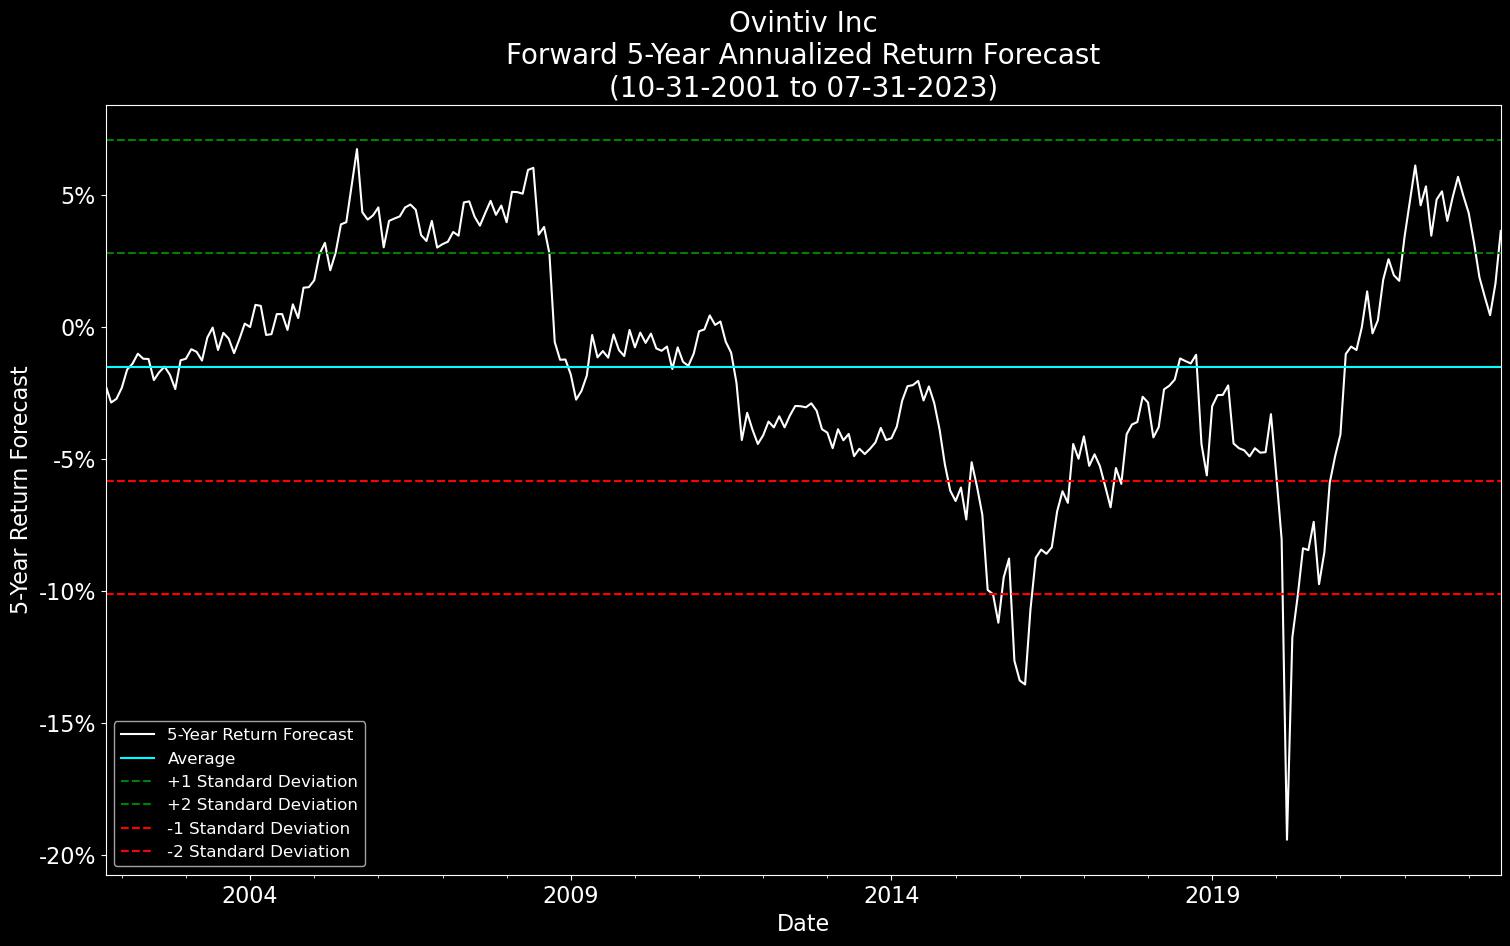 Ovintiv Inc
Forward 5-Year Annualized Return Forecast
(10-31-2001 to 07-31-2023)
5-Year Return Forecast
5%
0%
-5%
-10%
-15%
-20%
5-Year Return Forecast
Average
+1 Standard Deviation
+2 Standard Deviation
-1 Standard Deviation
-2 Standard Deviation
2004
2009
2014
2019
Date